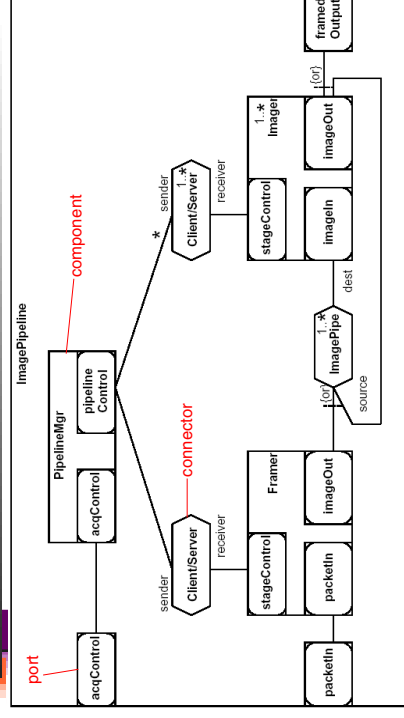 ImagePipeline
port
acqControl
PipelineMgr
acqControl
pipeline
Control
component
sender
Client/Server
receiver
connector
*
sender
1..*
Client/Server
receiver
stageControl
Framer
packetIn
packetIn
imageOut
{or}
source
1..*
ImagePipe
dest
stageControl
1..*
Imager
imageIn
imageOut
{or}
framed
Output